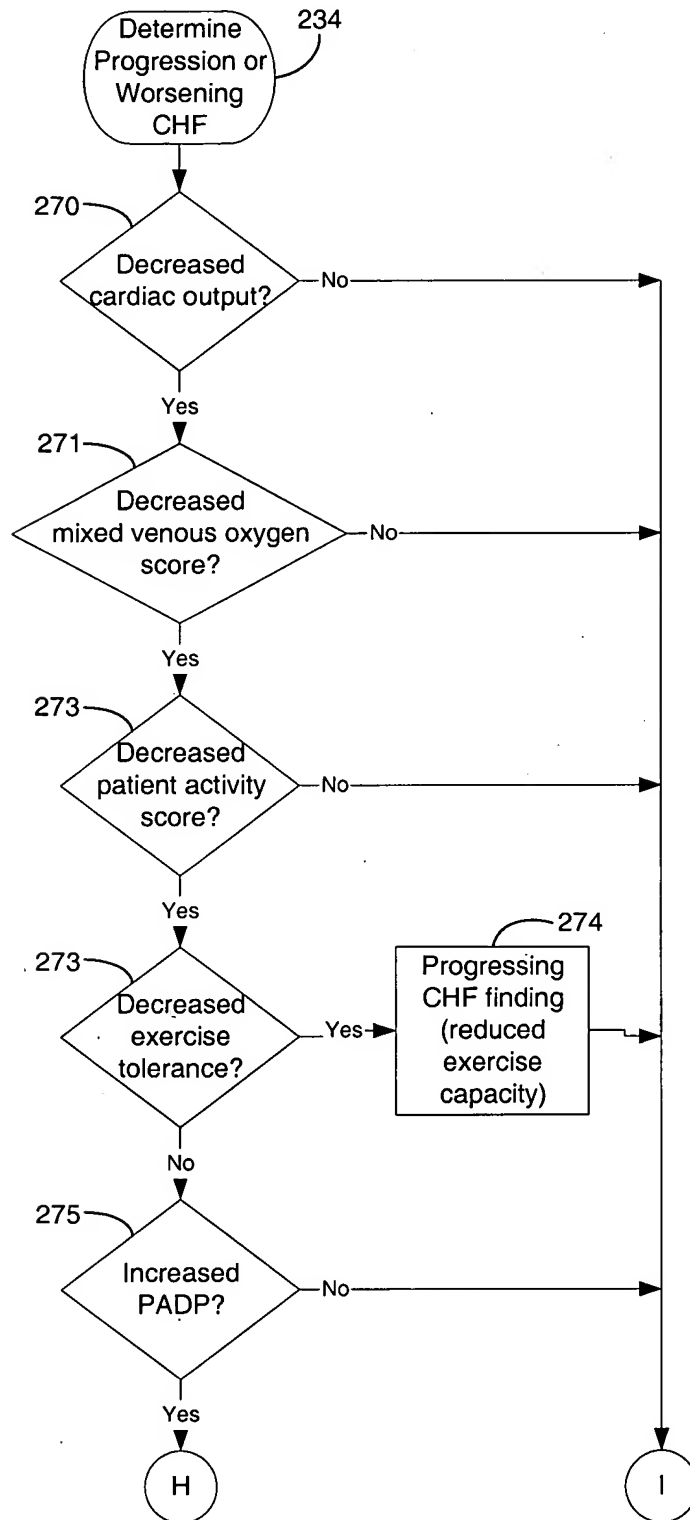 234
Determine
Progression or
Worsening
CHF
270
Decreased
cardiac output?
No
Yes
271
Decreased
mixed venous oxygen
score?
No
Yes
273
Decreased
patient activity
score?
No
Yes
273
Decreased
exercise
tolerance?
Yes
274
Progressing
CHF finding
(reduced
exercise
capacity)
No
275
Increased
PADP?
No
Yes
H
I